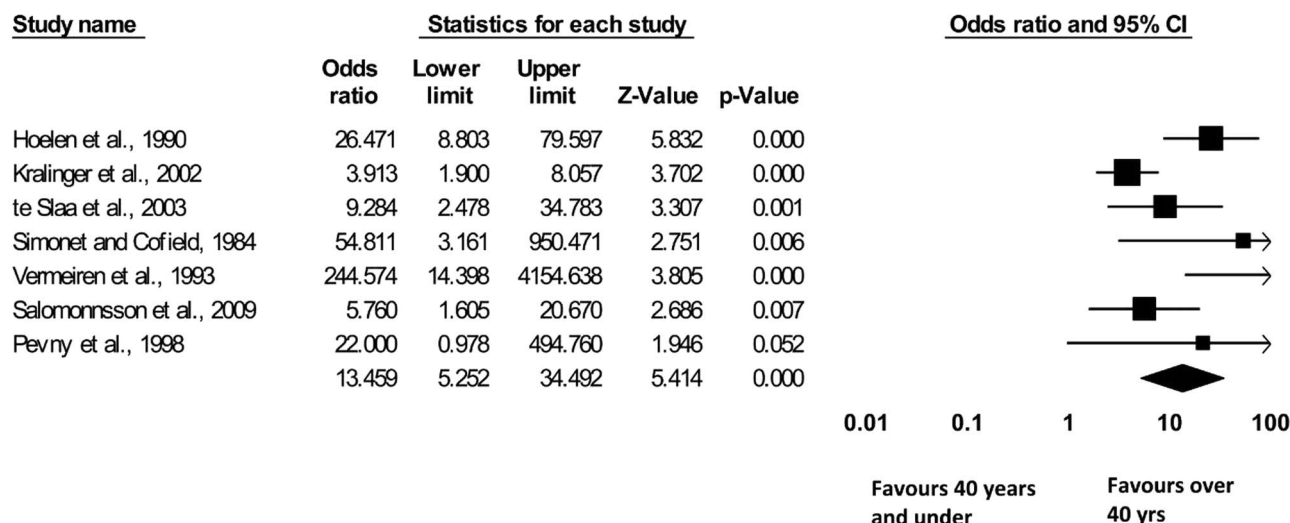 Study name Statistics for each study Odds ratio and 95% CI
Odds Lower Upper
ratio limit limit Z-Value p-Value
Hoelen et al., 1990 26.471 8.803 79.597 5.832 0.000
Kralinger et al., 2002 3.913 1.900 8.057 3.702 0.000
te Slaa et al., 2003 9.284 2.478 34.783 3.307 0.001
Simonet and Cofield, 1984 54.811 3.161 950.471 2.751 0.006
Vermeiren et al., 1993 244.574 14.398 4154.638 3.805 0.000
Salomonnsson et al., 2009 5.760 1.605 20.670 2.686 0.007
Pevny et al., 1998 22.000 0.978 494.760 1.946 0.052
13.459 5.252 34.492 5.414 0.000
0.01 0.1 1 10 100
Favours 40 years Favours over
and under 40 yrs